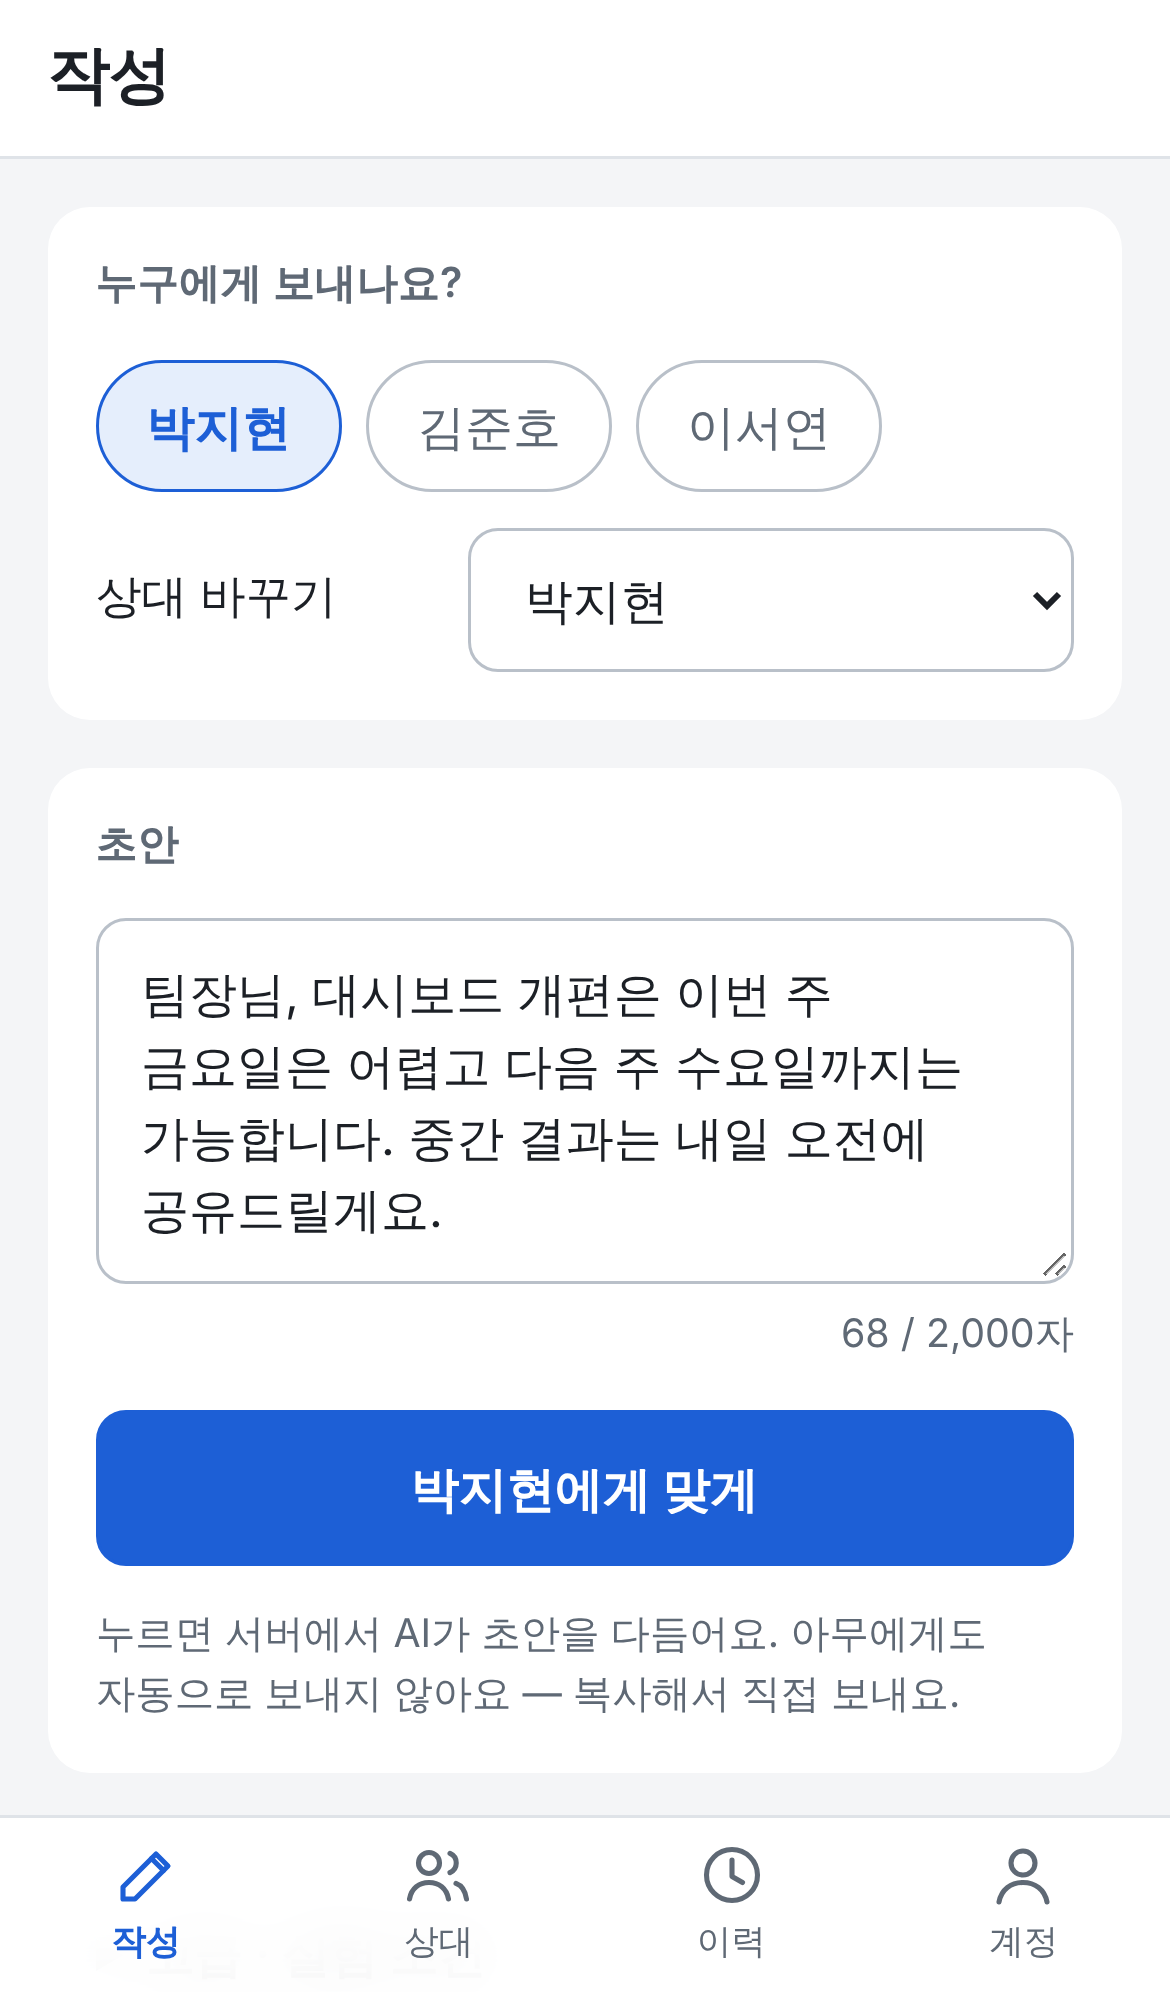 작성
누구에게 보내나요?
박지현 김준호 이서연
상대 바꾸기 박지현
초안
팀장님, 대시보드 개편은 이번 주
금요일은 어렵고 다음 주 수요일까지는
가능합니다. 중간 결과는 내일 오전에
공유드릴게요.
68 / 2,000자
박지현에게 맞게
누르면 서버에서 AI가 초안을 다듬어요. 아무에게도
자동으로 보내지 않아요 — 복사해서 직접 보내요.
작성 상대 이력 계정